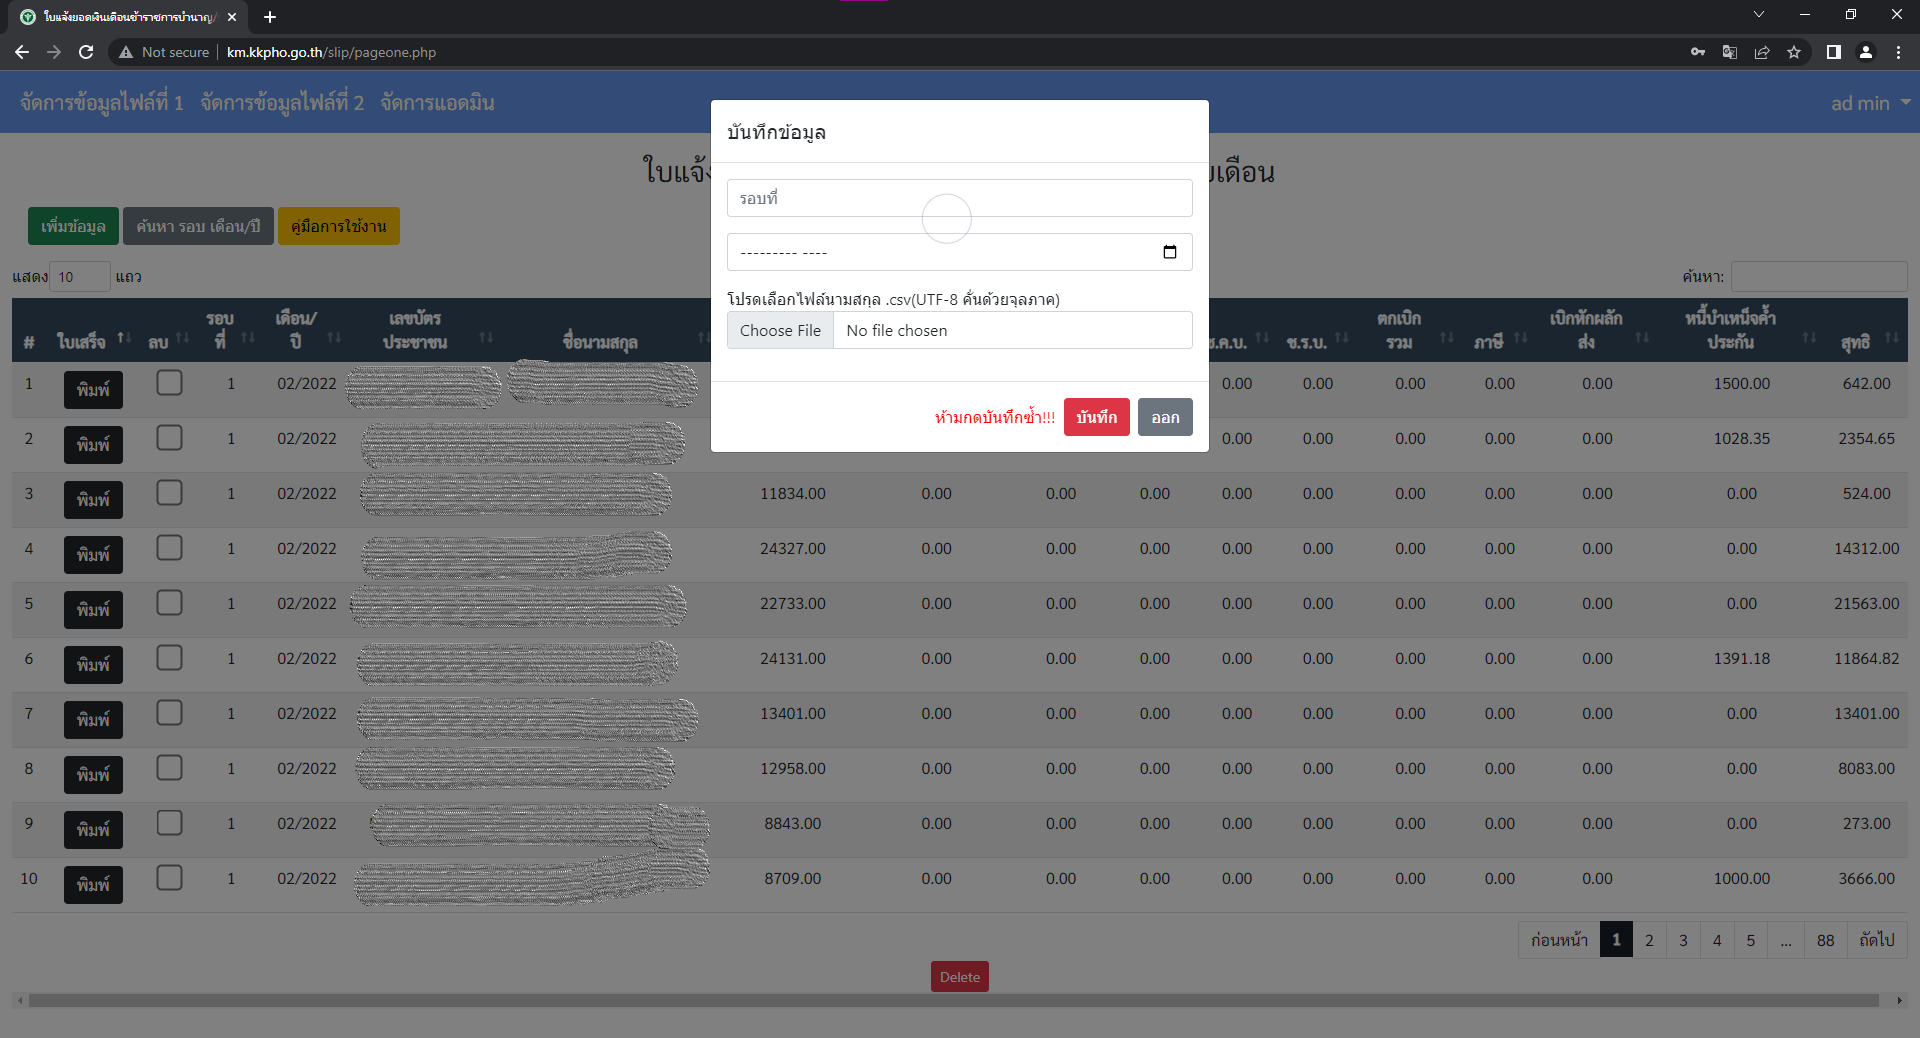 ใบแจ้งยอดเงินเดือนข้าราชการบำนาญ/
Not secure km.kkpho.go.th/slip/pageone.php
จัดการข้อมูลไฟล์ที่ 1 จัดการข้อมูลไฟล์ที่ 2 จัดการแอดมิน ad min
บันทึกข้อมูล
ใบแจ้ง เดือน
รอบที่
เพิ่มข้อมูล ค้นหา รอบ เดือน/ปี คู่มือการใช้งาน
--------- ----
แสดง 10 แถว ค้นหา:
โปรดเลือกไฟล์นามสกุล .csv(UTF-8 คั่นด้วยจุลภาค)
Choose File No file chosen
# ใบเสร็จ ลบ รอบที่ เดือน/ปี เลขบัตรประชาชน ชื่อนามสกุล ช.ค.บ. ช.ร.บ. ตกเบิกรวม ภาษี เบิกหักผลักส่ง หนี้บำเหน็จค้ำประกัน สุทธิ
1 พิมพ์ 1 02/2022 0.00 0.00 0.00 0.00 0.00 1500.00 642.00
ห้ามกดบันทึกซ้ำ!!! บันทึก ออก
2 พิมพ์ 1 02/2022 0.00 0.00 0.00 0.00 0.00 1028.35 2354.65
3 พิมพ์ 1 02/2022 11834.00 0.00 0.00 0.00 0.00 0.00 0.00 0.00 0.00 0.00 524.00
4 พิมพ์ 1 02/2022 24327.00 0.00 0.00 0.00 0.00 0.00 0.00 0.00 0.00 0.00 14312.00
5 พิมพ์ 1 02/2022 22733.00 0.00 0.00 0.00 0.00 0.00 0.00 0.00 0.00 0.00 21563.00
6 พิมพ์ 1 02/2022 24131.00 0.00 0.00 0.00 0.00 0.00 0.00 0.00 0.00 1391.18 11864.82
7 พิมพ์ 1 02/2022 13401.00 0.00 0.00 0.00 0.00 0.00 0.00 0.00 0.00 0.00 13401.00
8 พิมพ์ 1 02/2022 12958.00 0.00 0.00 0.00 0.00 0.00 0.00 0.00 0.00 0.00 8083.00
9 พิมพ์ 1 02/2022 8843.00 0.00 0.00 0.00 0.00 0.00 0.00 0.00 0.00 0.00 273.00
10 พิมพ์ 1 02/2022 8709.00 0.00 0.00 0.00 0.00 0.00 0.00 0.00 0.00 1000.00 3666.00
ก่อนหน้า 1 2 3 4 5 ... 88 ถัดไป
Delete